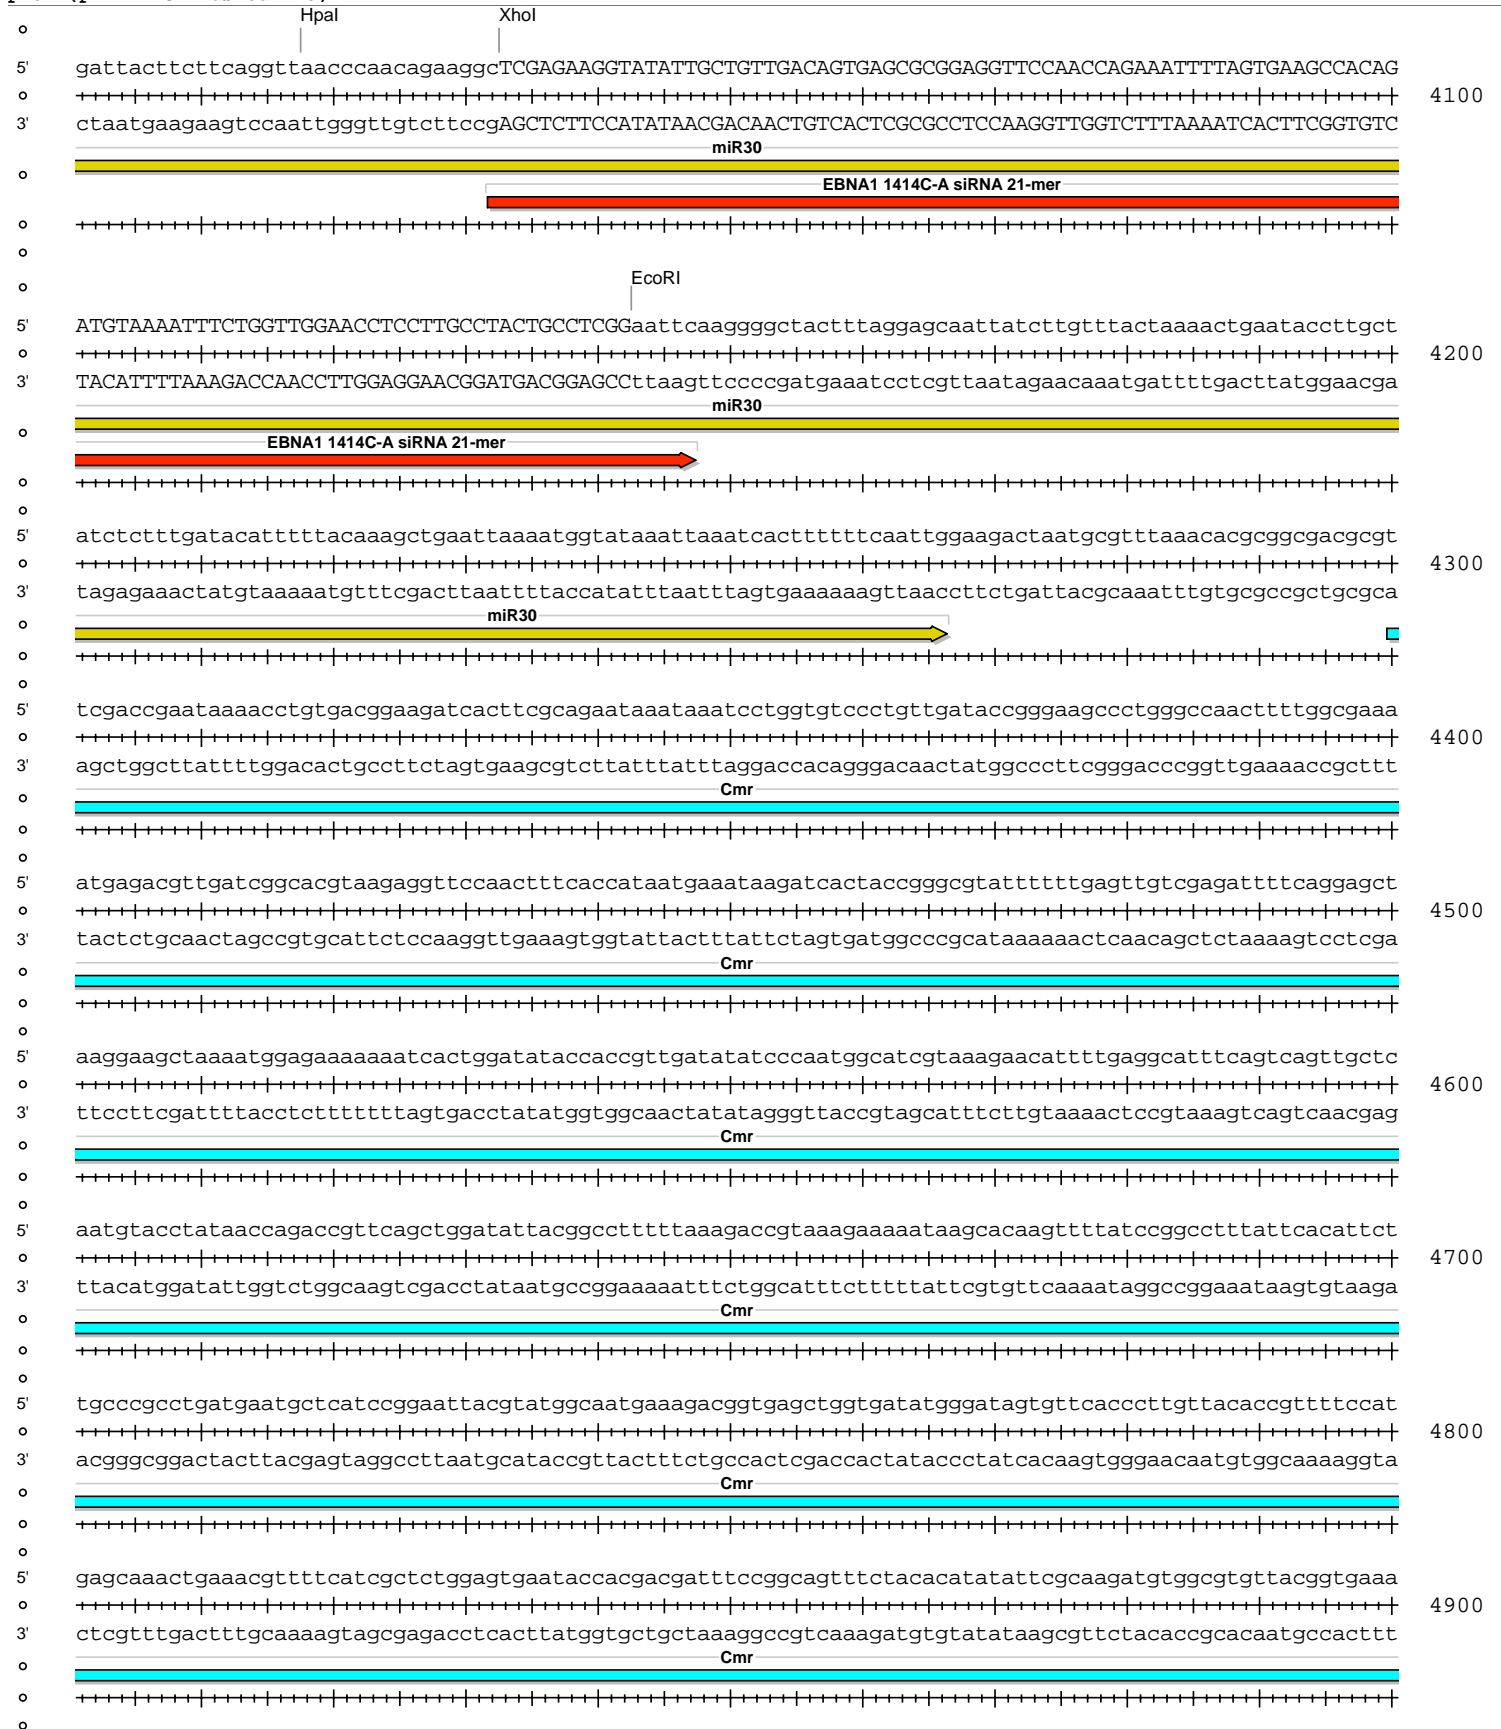 HpaI XhoI
5' gattacttcttcaggttaacccaacagaaggcTCGAGAAGGTATATTGCTGTTGACAGTGAGCGCGGAGGTTCCAACCAGAAATTTTAGTGAAGCCACAG
4100
3' ctaatgaagaagtccaattgggttgtcttccgAGCTCTTCCATATAACGACAACTGTCACTCGCGCCTCCAAGGTTGGTCTTTAAAATCACTTCGGTGTC
miR30
EBNA1 1414C-A siRNA 21-mer
EcoRI
5' ATGTAAAATTTCTGGTTGGAACCTCCTTGCCTACTGCCTCGGaattcaaggggctactttaggagcaattatcttgtttactaaaactgaataccttgct
4200
3' TACATTTTAAAGACCAACCTTGGAGGAACGGATGACGGAGCCttaagttccccgatgaaatcctcgttaatagaacaaatgattttgacttatggaacga
miR30
EBNA1 1414C-A siRNA 21-mer
5' atctctttgatacatttttacaaagctgaattaaaatggtataaattaaatcacttttttcaattggaagactaatgcgtttaaacacgcggcgacgcgt
4300
3' tagagaaactatgtaaaaatgtttcgacttaattttaccatatttaatttagtgaaaaaagttaaccttctgattacgcaaatttgtgcgccgctgcgca
miR30
5' tcgaccgaataaaacctgtgacggaagatcacttcgcagaataaataaatcctggtgtccctgttgataccgggaagccctgggccaacttttggcgaaa
4400
3' agctggcttattttggacactgccttctagtgaagcgtcttatttatttaggaccacagggacaactatggcccttcgggacccggttgaaaaccgcttt
Cmr
5' atgagacgttgatcggcacgtaagaggttccaactttcaccataatgaaataagatcactaccgggcgtattttttgagttgtcgagattttcaggagct
4500
3' tactctgcaactagccgtgcattctccaaggttgaaagtggtattactttattctagtgatggcccgcataaaaaactcaacagctctaaaagtcctcga
Cmr
5' aaggaagctaaaatggagaaaaaaatcactggatataccaccgttgatatatcccaatggcatcgtaaagaacattttgaggcatttcagtcagttgctc
4600
3' ttccttcgattttacctctttttttagtgacctatatggtggcaactatatagggttaccgtagcatttcttgtaaaactccgtaaagtcagtcaacgag
Cmr
5' aatgtacctataaccagaccgttcagctggatattacggcctttttaaagaccgtaaagaaaaataagcacaagttttatccggcctttattcacattct
4700
3' ttacatggatattggtctggcaagtcgacctataatgccggaaaaatttctggcatttctttttattcgtgttcaaaataggccggaaataagtgtaaga
Cmr
5' tgcccgcctgatgaatgctcatccggaattacgtatggcaatgaaagacggtgagctggtgatatgggatagtgttcacccttgttacaccgttttccat
4800
3' acgggcggactacttacgagtaggccttaatgcataccgttactttctgccactcgaccactataccctatcacaagtgggaacaatgtggcaaaaggta
Cmr
5' gagcaaactgaaacgttttcatcgctctggagtgaataccacgacgatttccggcagtttctacacatatattcgcaagatgtggcgtgttacggtgaaa
4900
3' ctcgtttgactttgcaaaagtagcgagacctcacttatggtgctgctaaaggccgtcaaagatgtgtatataagcgttctacaccgcacaatgccacttt
Cmr